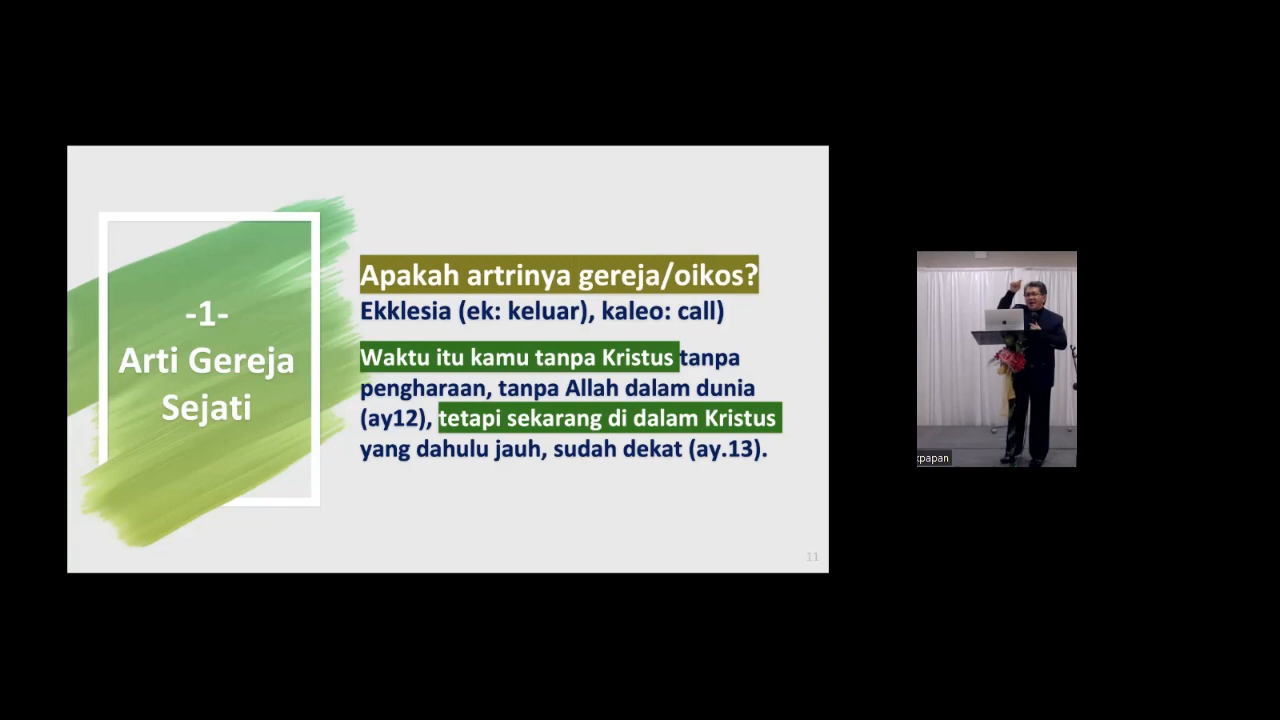 -1-
Arti Gereja
Sejati
Apakah artrinya gereja/oikos?
Ekklesia (ek: keluar), kaleo: call)
Waktu itu kamu tanpa Kristus tanpa
pengharaan, tanpa Allah dalam dunia
(ay12), tetapi sekarang di dalam Kristus
yang dahulu jauh, sudah dekat (ay.13).
11